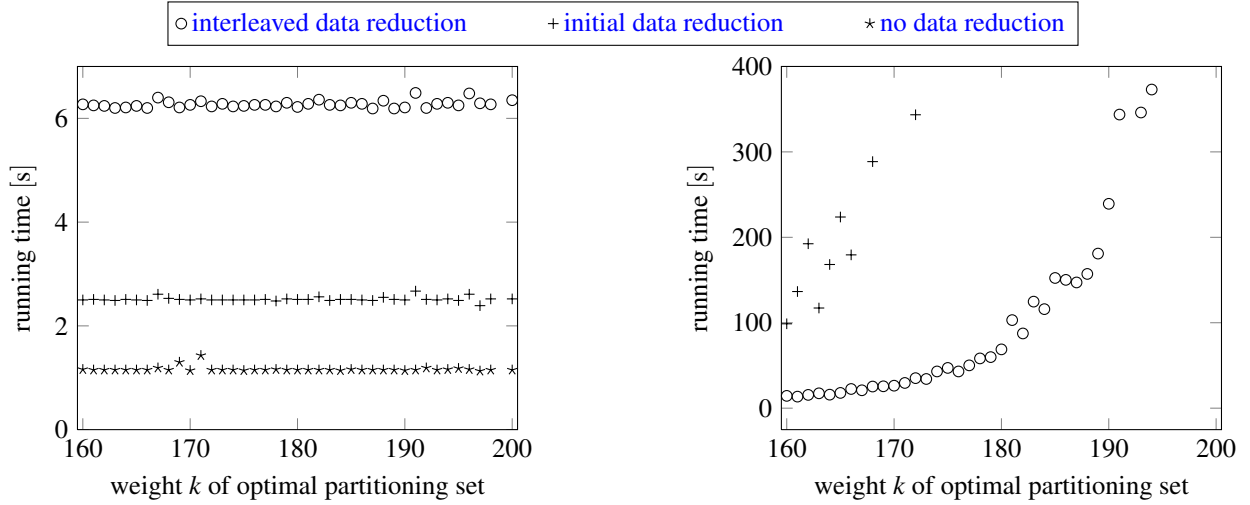 interleaved data reduction
initial data reduction
no data reduction
6
4
2
0
160
170
180
190
200
running time [s]
weight k of optimal partitioning set
400
300
200
100
0
160
170
180
190
200
running time [s]
weight k of optimal partitioning set